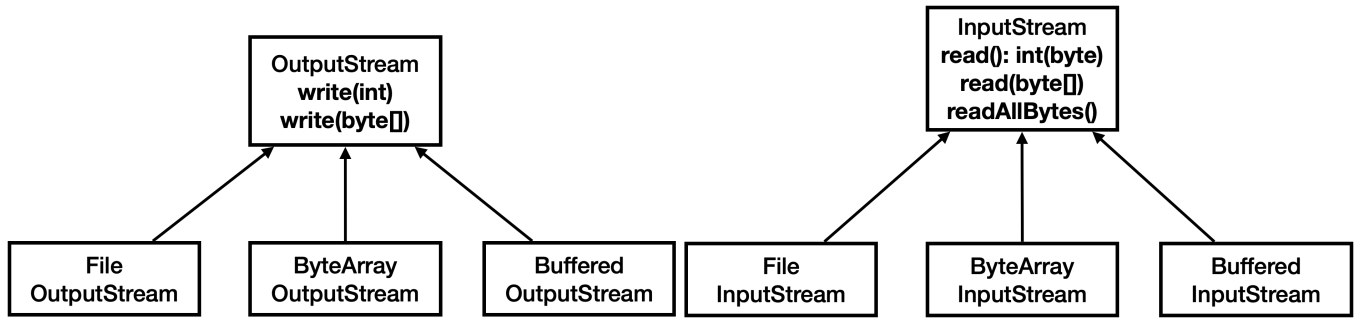 OutputStream
write(int)
write(byte[])
File
OutputStream
ByteArray
OutputStream
Buffered
OutputStream
InputStream
read(): int(byte)
read(byte[])
readAllBytes()
File
InputStream
ByteArray
InputStream
Buffered
InputStream